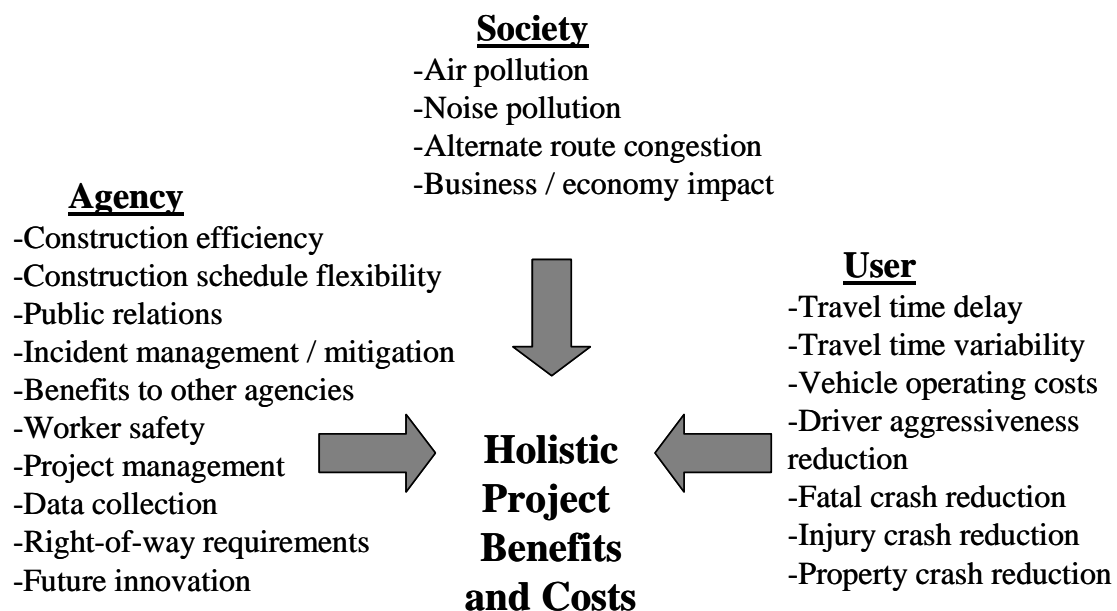 Society
-Air pollution
-Noise pollution
-Alternate route congestion
-Business / economy impact
Agency
-Construction efficiency
-Construction schedule flexibility
-Public relations
-Incident management / mitigation
-Benefits to other agencies
-Worker safety
-Project management
-Data collection
-Right-of-way requirements
-Future innovation
User
-Travel time delay
-Travel time variability
-Vehicle operating costs
-Driver aggressiveness
reduction
-Fatal crash reduction
-Injury crash reduction
-Property crash reduction
Holistic
Project
Benefits
and Costs